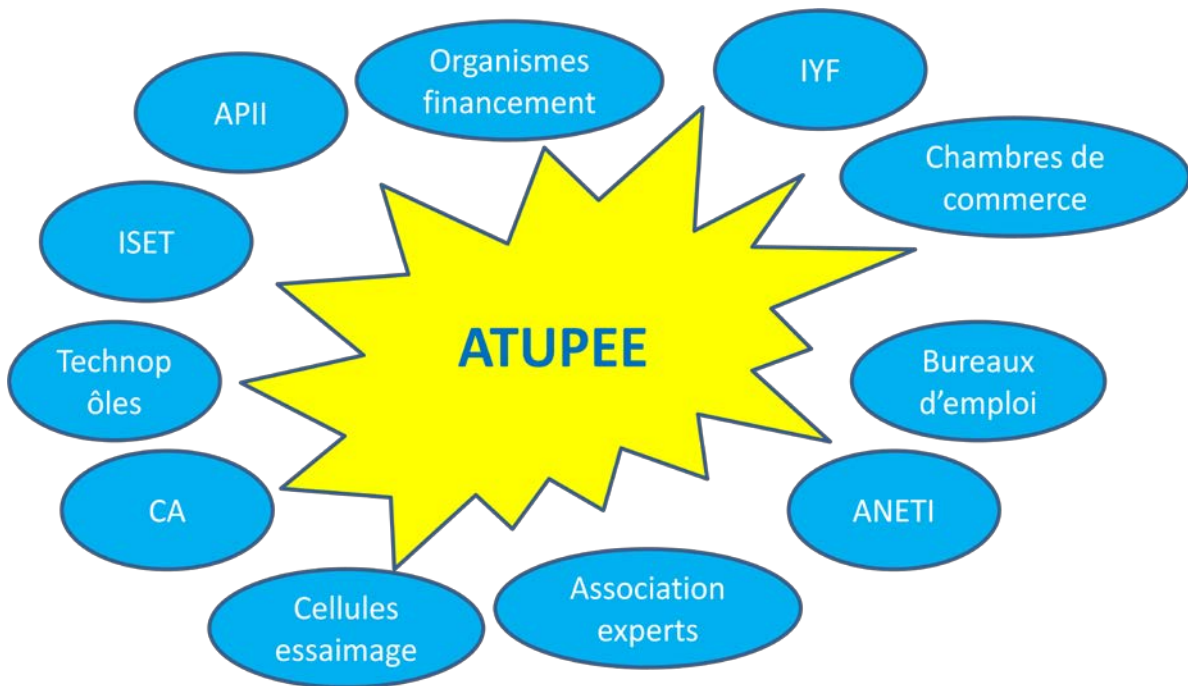 Organismes
financement
IYF
APII
Chambres de
commerce
ISET
ATUPEE
Technop
ôles
Bureaux
d’emploi
CA
ANETI
Cellules
essaimage
Association
experts